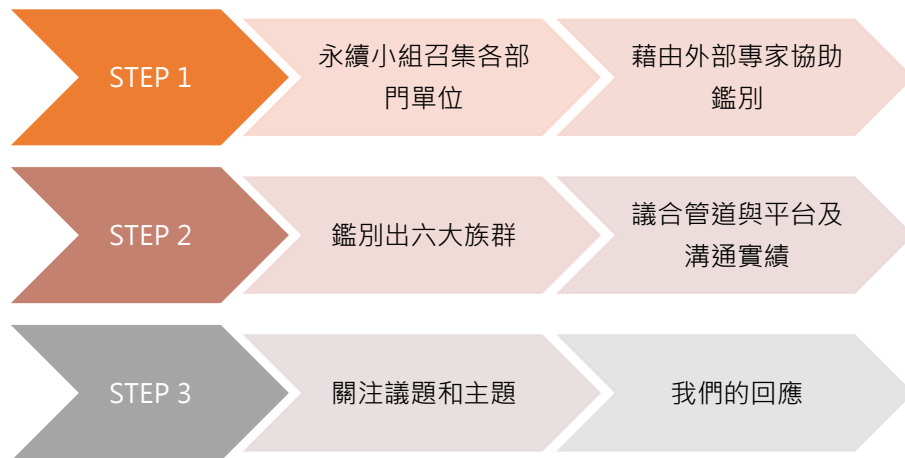 STEP 1
永續小組召集各部
門單位
藉由外部專家協助
鑑別
STEP 2
鑑別出六大族群
議合管道與平台及
溝通實績
STEP 3
關注議題和主題
我們的回應